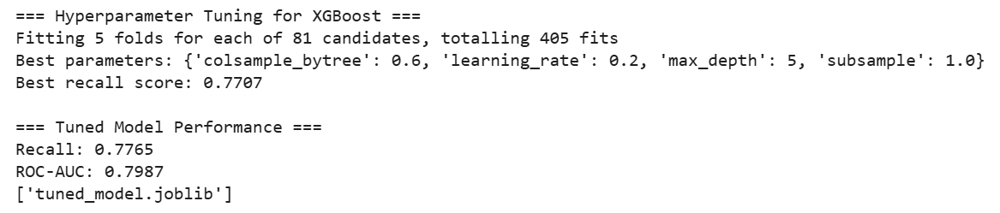 === Hyperparameter Tuning for XGBoost ===
Fitting 5 folds for each of 81 candidates, totalling 405 fits
Best parameters: {'colsample_bytree': 0.6, 'learning_rate': 0.2, 'max_depth': 5, 'subsample': 1.0}
Best recall score: 0.7707
=== Tuned Model Performance ===
Recall: 0.7765
ROC-AUC: 0.7987
['tuned_model.joblib']